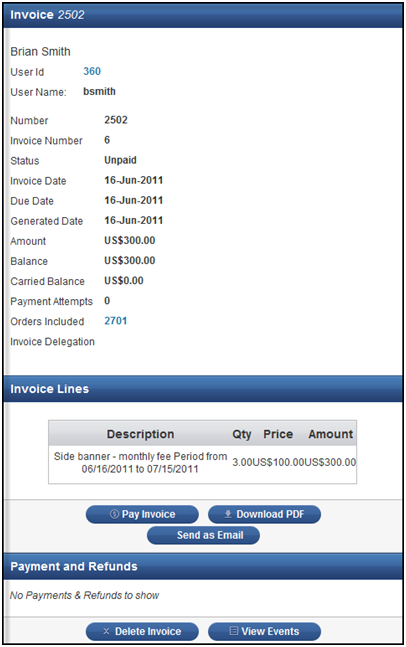 Invoice 2502
Brian Smith
User Id 360
User Name: bsmith
Number 2502
Invoice Number 6
Status Unpaid
Invoice Date 16-Jun-2011
Due Date 16-Jun-2011
Generated Date 16-Jun-2011
Amount US$300.00
Balance US$300.00
Carried Balance US$0.00
Payment Attempts 0
Orders Included 2701
Invoice Delegation
Invoice Lines
Description Qty Price Amount
Side banner - monthly fee Period from
06/16/2011 to 07/15/2011 3.00US$100.00US$300.00
Pay Invoice Download PDF
Send as Email
Payment and Refunds
No Payments & Refunds to show
Delete Invoice View Events